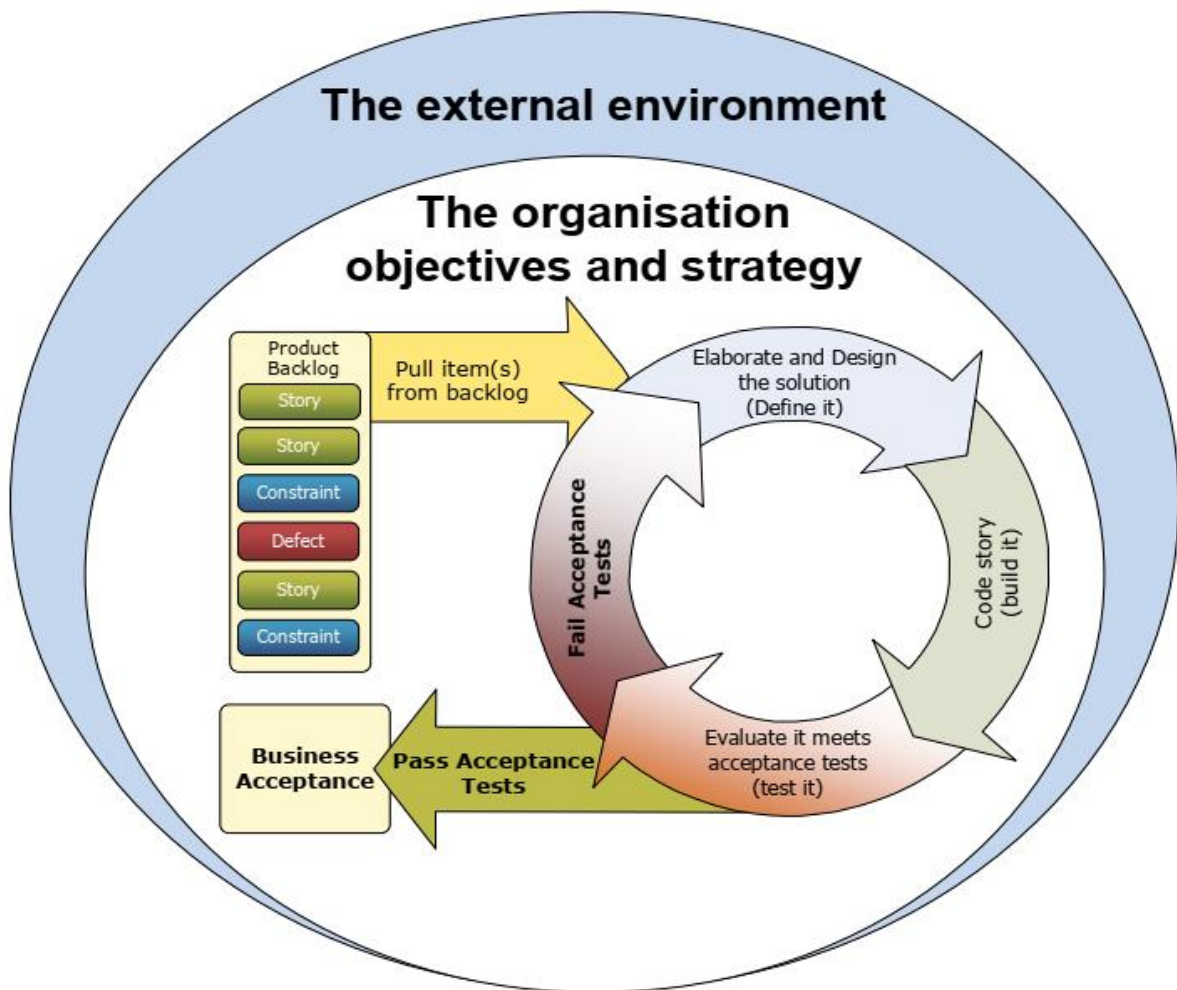 The external environment
The organisation
objectives and strategy
Product
Backlog
Story
Story
Constraint
Defect
Story
Constraint
Pull item(s)
from backlog
Elaborate and Design
the solution
(Define it)
Code story
(build it)
Evaluate it meets
acceptance tests
(test it)
Fail Acceptance
Tests
Pass Acceptance
Tests
Business
Acceptance